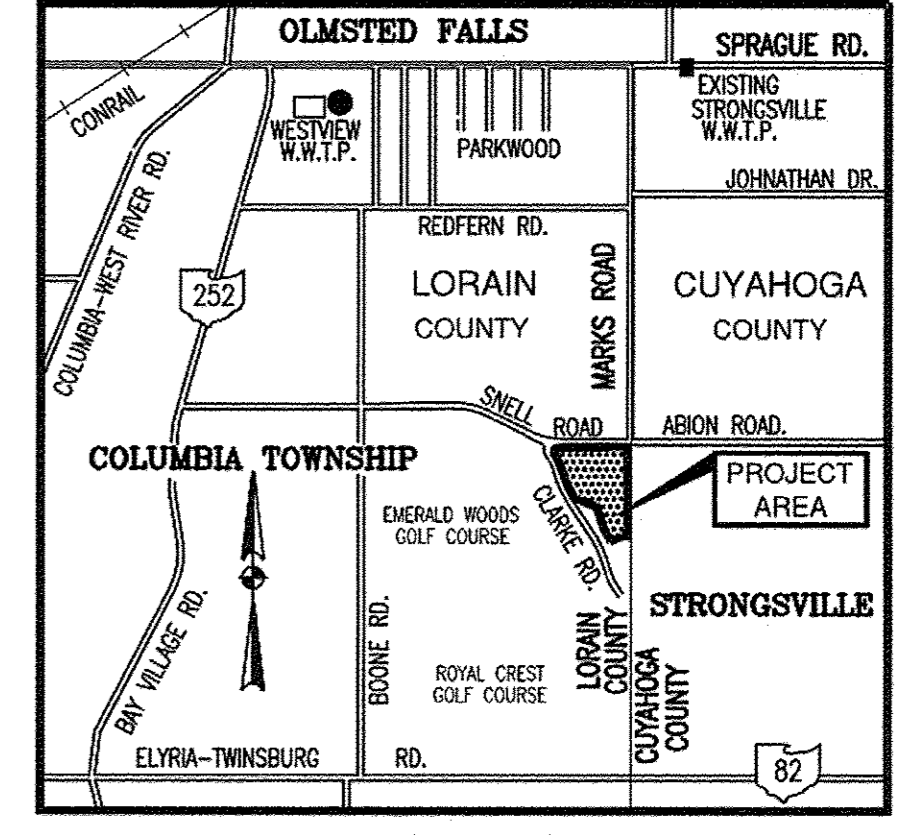 OLMSTED FALLS
SPRAGUE RD.
CONRAIL
WESTVIEW
W.W.T.P.
PARKWOOD
EXISTING
STRONGSVILLE
W.W.T.P.
JOHNATHAN DR.
COLUMBIA-WEST RIVER RD.
REDFERN RD.
252
LORAIN
COUNTY
MARKS ROAD
CUYAHOGA
COUNTY
SNELL
ROAD
ABION ROAD.
COLUMBIA TOWNSHIP
PROJECT
AREA
EMERALD WOODS
GOLF COURSE
CLARKE RD.
STRONGSVILLE
BAY VILLAGE RD.
BOONE RD.
ROYAL CREST
GOLF COURSE
LORAIN
COUNTY
CUYAHOGA
COUNTY
ELYRIA-TWINSBURG
RD.
82